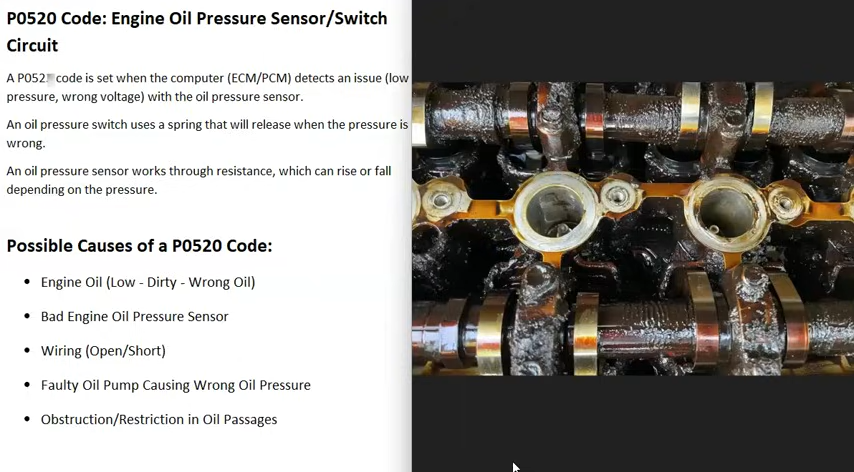 P0520 Code: Engine Oil Pressure Sensor/Switch
Circuit
A code is set when the computer (ECM/PCM) detects an issue (low
pressure, wrong voltage) with the oil pressure sensor.
An oil pressure switch uses a spring that will release when the pressure is
wrong.
An oil pressure sensor works through resistance, which can rise or fall
depending on the pressure.
Possible Causes of a P0520 Code:
• Engine Oil (Low - Dirty - Wrong Oil)
• Bad Engine Oil Pressure Sensor
• Wiring (Open/Short)
• Faulty Oil Pump Causing Wrong Oil Pressure
• Obstruction/Restriction in Oil Passages